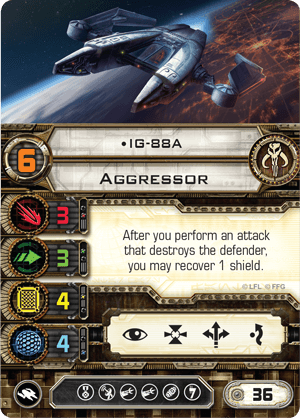 •IG-88A
6
AGGRESSOR
3
After you perform an attack
that destroys the defender,
you may recover 1 shield.
3
© LFL © FFG
4
4
36